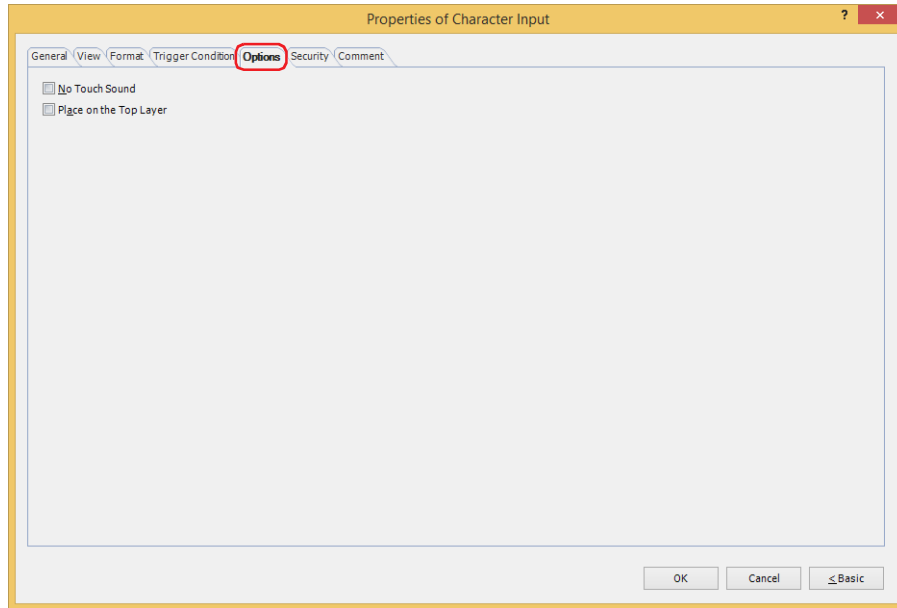 Properties of Character Input
? ×
General View Format Trigger Condition Options Security Comment
No Touch Sound
Place on the Top Layer
OK Cancel < Basic